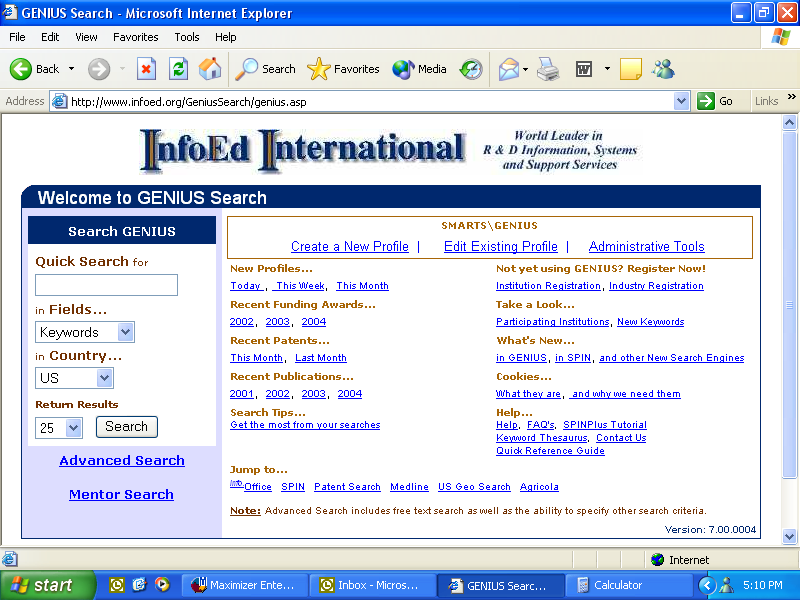 GENIUS Search - Microsoft Internet Explorer
File Edit View Favorites Tools Help
Back Search Favorites Media
Address http://www.infoed.org/GeniusSearch/genius.asp Go Links »
InfoEd International
World Leader in
R & D Information, Systems
and Support Services
Welcome to GENIUS Search
Search GENIUS
Quick Search for
in Fields...
Keywords
in Country...
US
Return Results
25 Search
Advanced Search
Mentor Search
SMARTS\GENIUS
Create a New Profile | Edit Existing Profile | Administrative Tools
New Profiles...
Today , This Week, This Month
Recent Funding Awards...
2002, 2003, 2004
Recent Patents...
This Month, Last Month
Recent Publications...
2001, 2002, 2003, 2004
Search Tips...
Get the most from your searches
Not yet using GENIUS? Register Now!
Institution Registration, Industry Registration
Take a Look...
Participating Institutions, New Keywords
What's New...
in GENIUS, in SPIN, and other New Search Engines
Cookies...
What they are, and why we need them
Help...
Help, FAQ's, SPINPlus Tutorial
Keyword Thesaurus, Contact Us
Quick Reference Guide
Jump to...
InfoOffice SPIN Patent Search Medline US Geo Search Agricola
Note: Advanced Search includes free text search as well as the ability to specify other search criteria.
Version: 7.00.0004
Internet
start Maximizer Ente... Inbox - Micros... GENIUS Searc... Calculator 5:10 PM